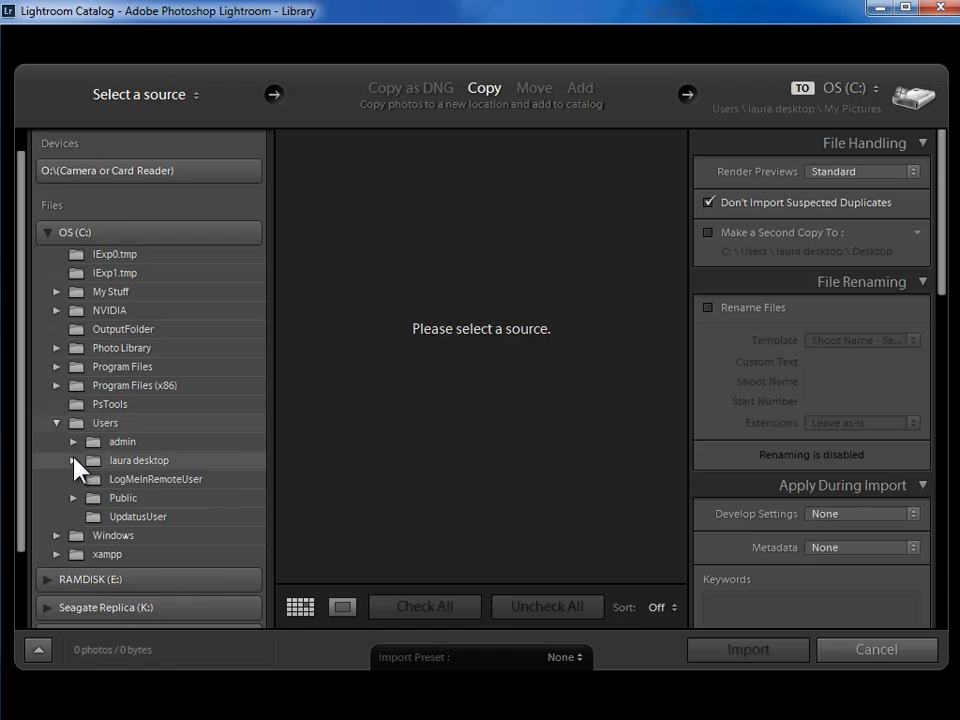 Lr Lightroom Catalog - Adobe Photoshop Lightroom - Library
Select a source
Copy as DNG Copy Move Add
Copy photos to a new location and add to catalog
TO OS (C:)
Users \ laura desktop \ My Pictures
Devices
O:\(Camera or Card Reader)
Files
OS (C:)
IExp0.tmp
IExp1.tmp
My Stuff
NVIDIA
OutputFolder
Photo Library
Program Files
Program Files (x86)
PsTools
Users
admin
laura desktop
LogMeInRemoteUser
Public
UpdatusUser
Windows
xampp
RAMDISK (E:)
Seagate Replica (K:)
0 photos / 0 bytes
Please select a source.
Check All
Uncheck All
Sort: Off
Import Preset : None
File Handling
Render Previews Standard
Don't Import Suspected Duplicates
Make a Second Copy To :
C: \ Users \ laura desktop \ Desktop
File Renaming
Rename Files
Template Shoot Name - Se...
Custom Text
Shoot Name
Start Number
Extensions Leave as-is
Renaming is disabled
Apply During Import
Develop Settings None
Metadata None
Keywords
Import
Cancel